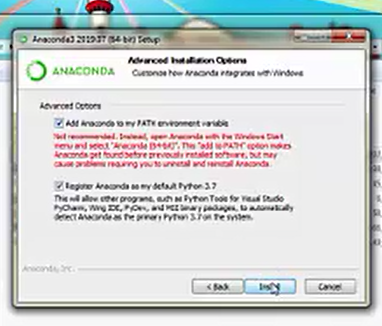 Anaconda3 2019.07 (64-bit) Setup
Advanced Installation Options
ANACONDA
Customize how Anaconda integrates with Windows
Advanced Options
Add Anaconda to my PATH environment variable
Not recommended. Instead, open Anaconda with the Windows Start
menu and select "Anaconda (64-bit)". This "add to PATH" option makes
Anaconda get found before previously installed software, but may
cause problems requiring you to uninstall and reinstall Anaconda.
Register Anaconda as my default Python 3.7
This will allow other programs, such as Python Tools for Visual Studio
PyCharm, Wing IDE, PyDev, and MSI binary packages, to automatically
detect Anaconda as the primary Python 3.7 on the system.
Anaconda, Inc.
< Back
Install
Cancel